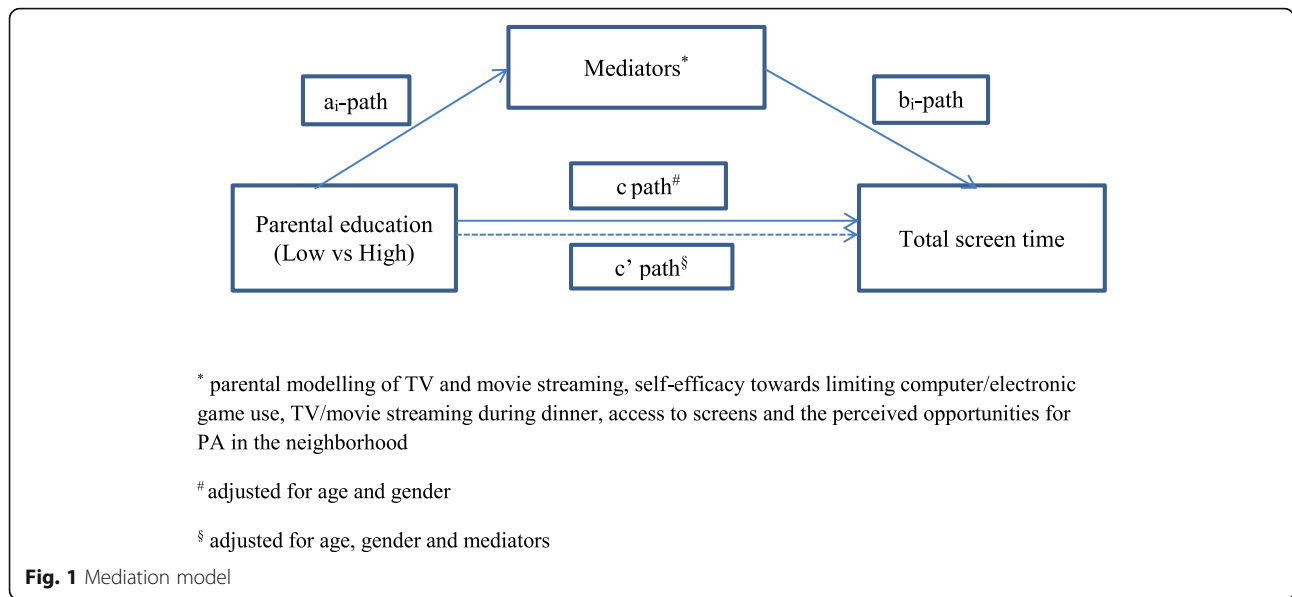 Mediators*
aᵢ-path
bᵢ-path
c path#
Parental education
(Low vs High)
Total screen time
c’ path§
* parental modelling of TV and movie streaming, self-efficacy towards limiting computer/electronic
game use, TV/movie streaming during dinner, access to screens and the perceived opportunities for
PA in the neighborhood
# adjusted for age and gender
§ adjusted for age, gender and mediators
Fig. 1 Mediation model